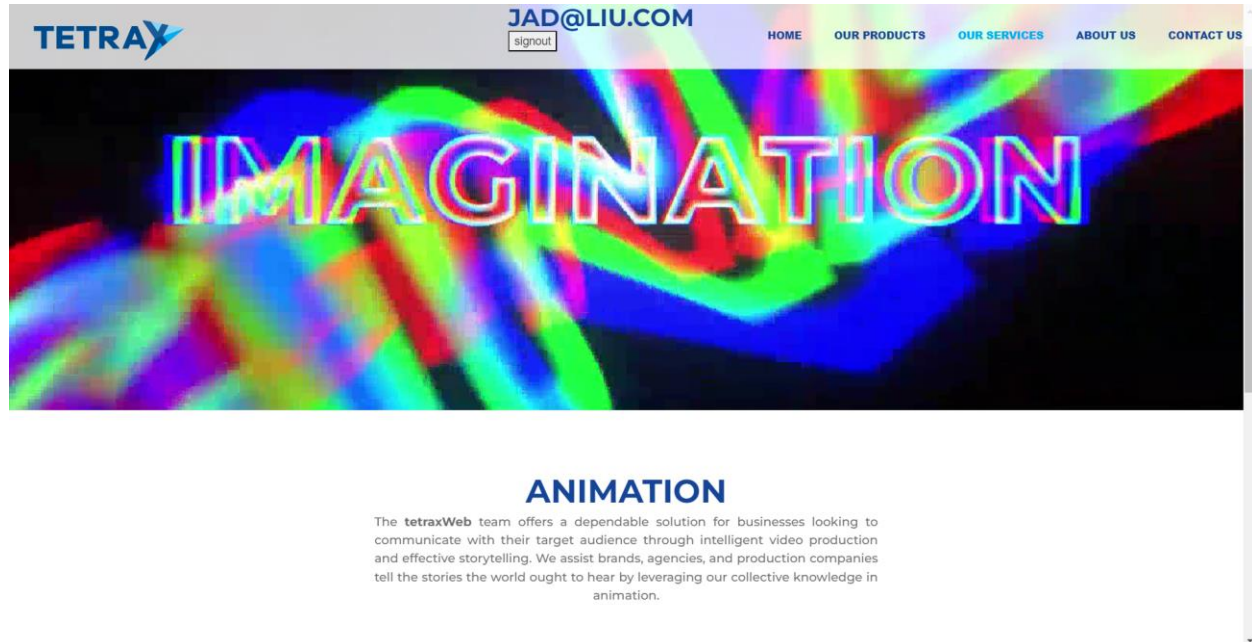 TETRAX
JAD@LIU.COM
signout
HOME OUR PRODUCTS OUR SERVICES ABOUT US CONTACT US
IMAGINATION
ANIMATION
The tetraxWeb team offers a dependable solution for businesses looking to
communicate with their target audience through intelligent video production
and effective storytelling. We assist brands, agencies, and production companies
tell the stories the world ought to hear by leveraging our collective knowledge in
animation.